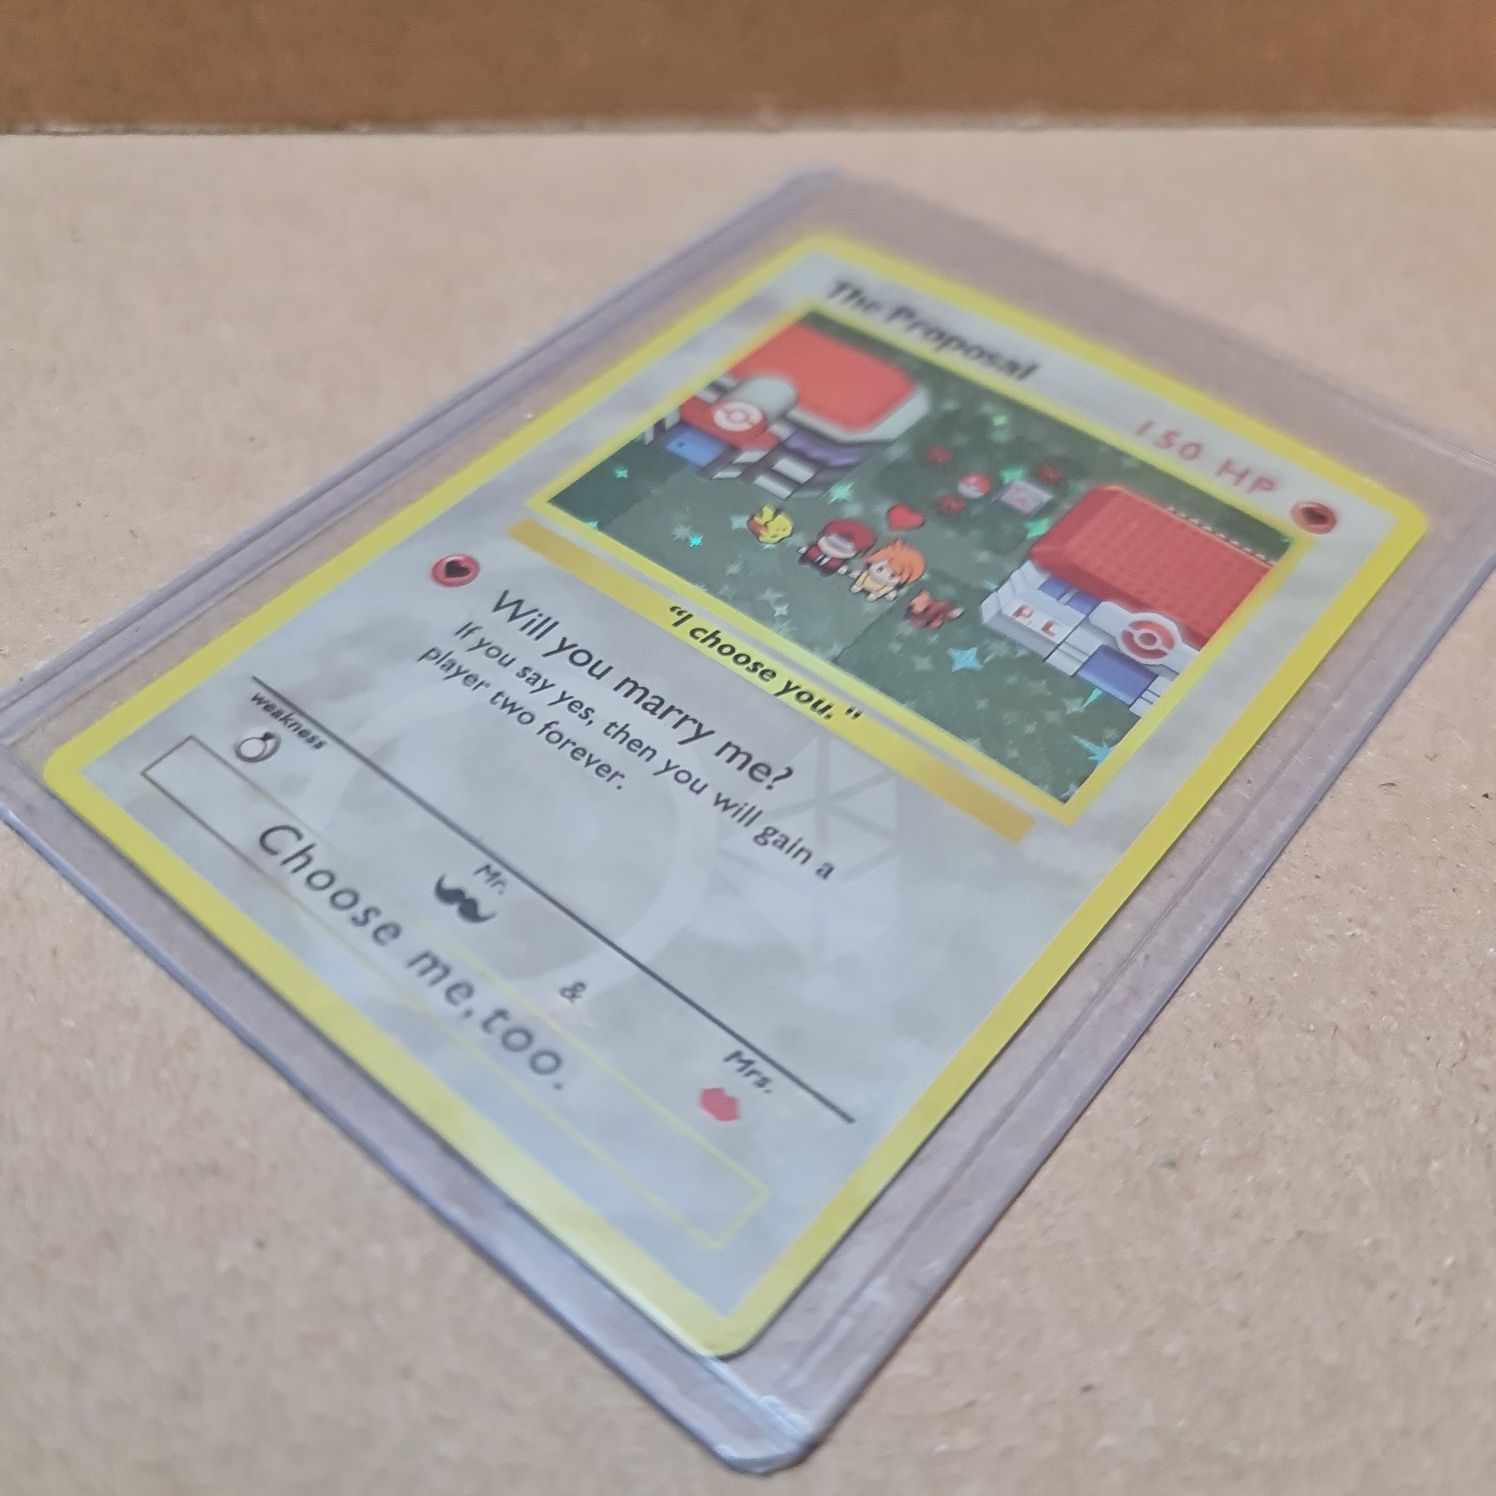 The Proposal
150 HP
P.C
"I choose you."
Will you marry me?
If you say yes, then you will gain a
player two forever.
weakness
Mr.
&
Mrs.
Choose me, too.